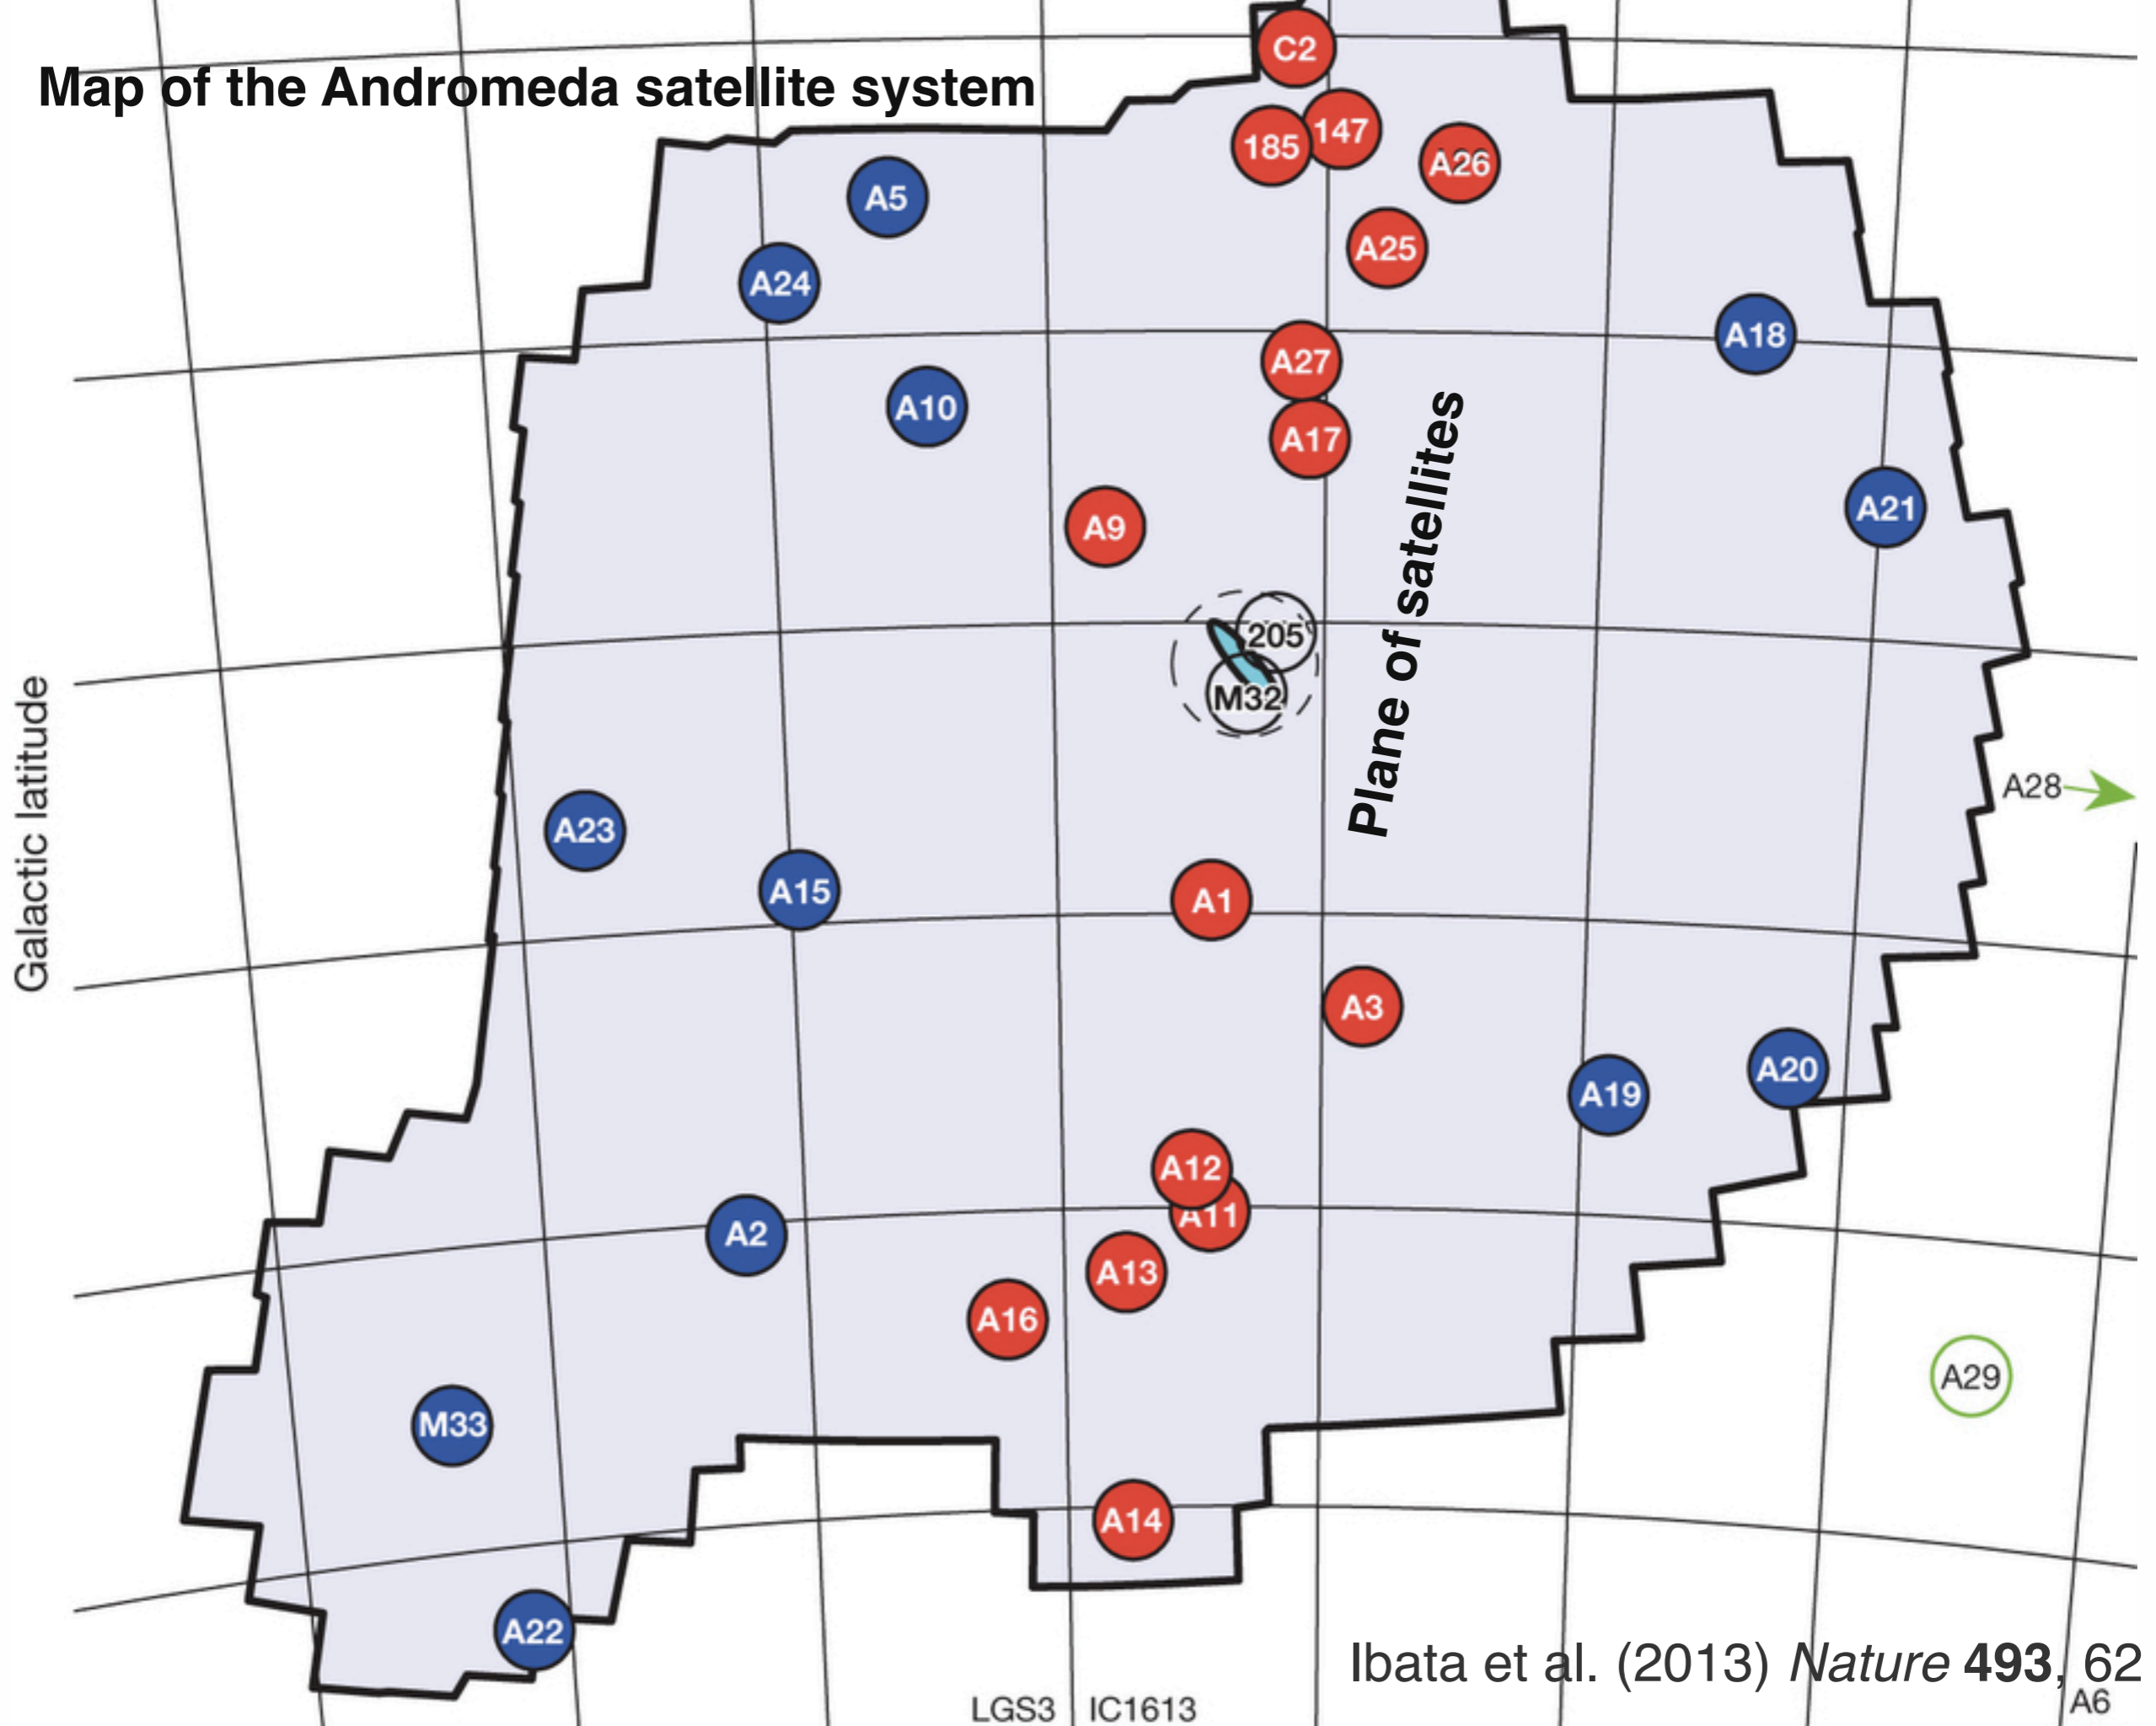 C2
Map of the Andromeda satellite system
147
185
A26
A5
A25
A24
A18
A27
A10
A17
A21
A9
Plane of satellites
205
M32
Galactic latitude
A28
A23
A15
A1
A3
A20
A19
A12
A11
A2
A13
A16
A29
M33
A14
A22
Ibata et al. (2013) Nature 493, 62
LGS3
IC1613
A6